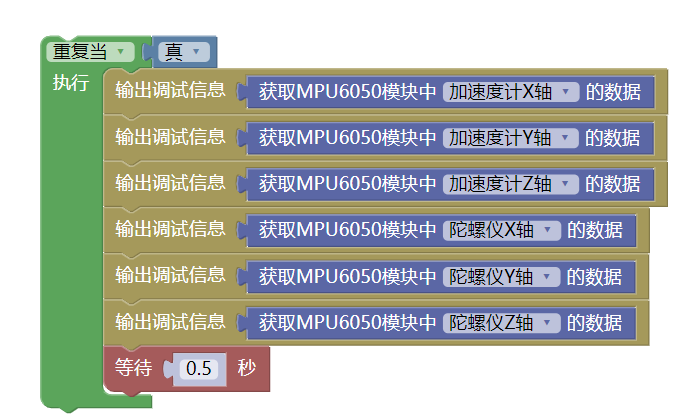 重复当 真
执行
输出调试信息 获取MPU6050模块中 加速度计X轴 的数据
输出调试信息 获取MPU6050模块中 加速度计Y轴 的数据
输出调试信息 获取MPU6050模块中 加速度计Z轴 的数据
输出调试信息 获取MPU6050模块中 陀螺仪X轴 的数据
输出调试信息 获取MPU6050模块中 陀螺仪Y轴 的数据
输出调试信息 获取MPU6050模块中 陀螺仪Z轴 的数据
等待 0.5 秒